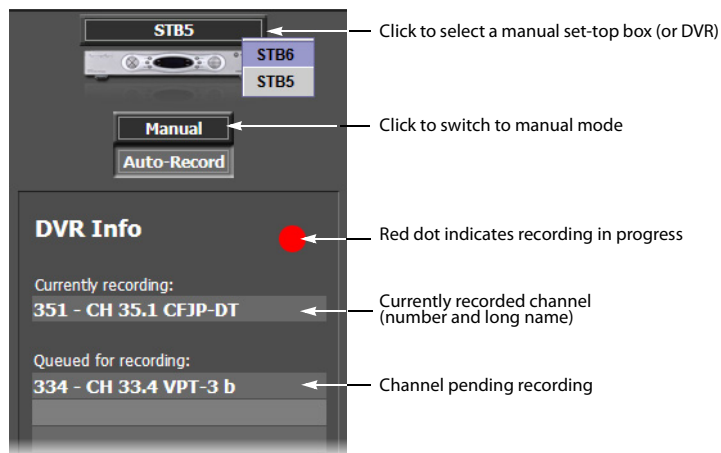 STB5
Click to select a manual set-top box (or DVR)
STB6
STB5
Manual
Click to switch to manual mode
Auto-Record
DVR Info
Red dot indicates recording in progress
Currently recording:
351 - CH 35.1 CFJP-DT
Currently recorded channel
(number and long name)
Queued for recording:
334 - CH 33.4 VPT-3 b
Channel pending recording